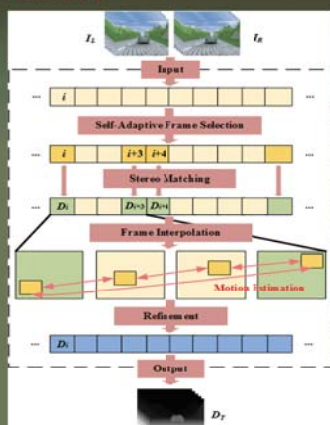 I_L I_R
Input
... i ...
Self-Adaptive Frame Selection
... i i+3 i+4 ...
Stereo Matching
... D_i D_i+3 D_i+4 ...
Frame Interpolation
Motion Estimation
Refinement
... D_i ...
Output
D_T